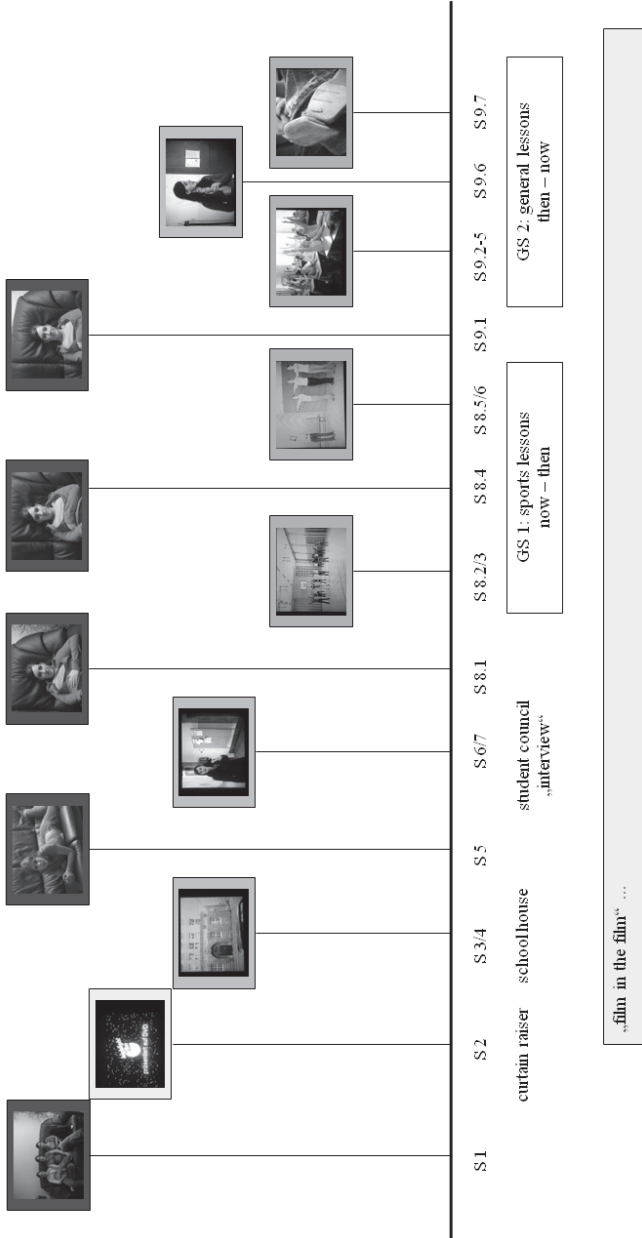 S 1
S 2
S 3/4
S 5
S 6/7
S 8.1
S 8.2/3
S 8.4
S 8.5/6
S 9.1
S 9.2-5
S 9.6
S 9.7
curtain raiser
schoolhouse
student council
„interview“
GS 1: sports lessons
now – then
GS 2: general lessons
then – now
„film in the film“ …